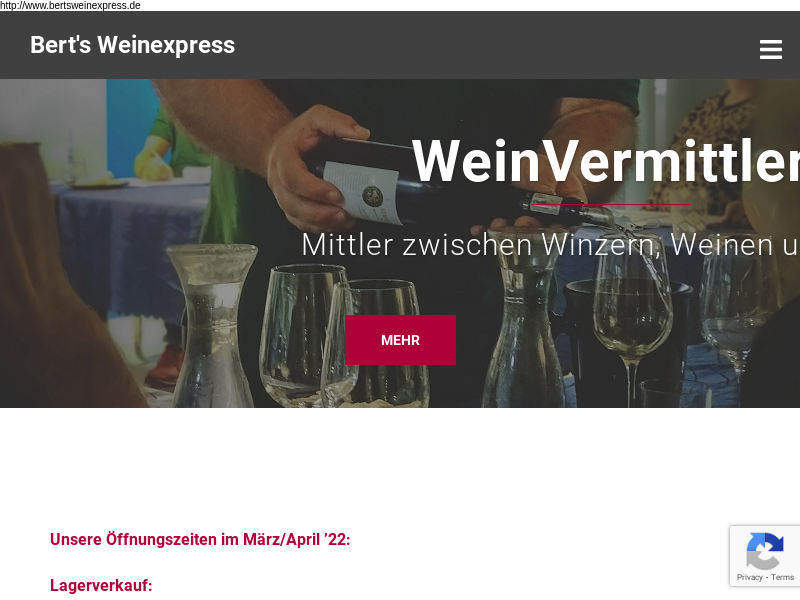 http://www.bertsweinexpress.de
Bert's Weinexpress
WeinVermittler
Mittler zwischen Winzern, Weinen u
MEHR
Unsere Öffnungszeiten im März/April ’22:
Lagerverkauf:
Privacy - Terms